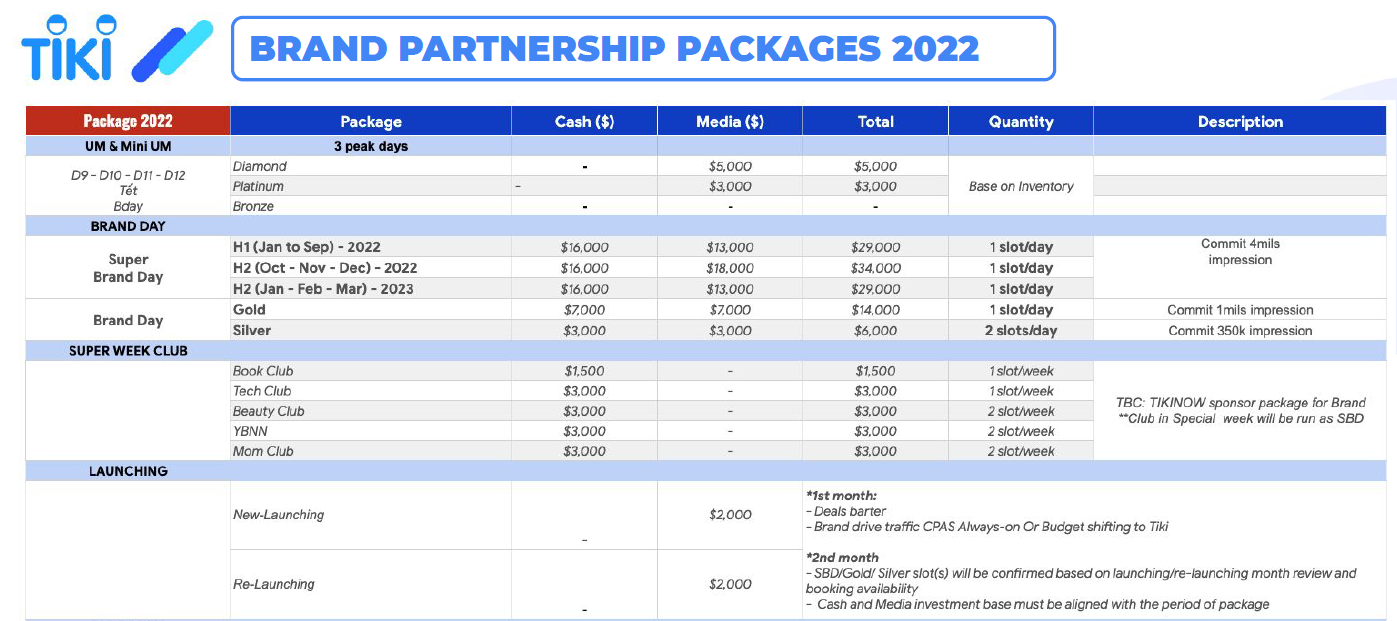 TIKI
BRAND PARTNERSHIP PACKAGES 2022
Package 2022 Package Cash ($) Media ($) Total Quantity Description
UM & Mini UM 3 peak days
D9 - D10 - D11 - D12
Tết
Bday
Diamond - $5,000 $5,000
Platinum - $3,000 $3,000
Bronze - - -
Base on Inventory
BRAND DAY
Super
Brand Day
H1 (Jan to Sep) - 2022 $16,000 $13,000 $29,000 1 slot/day
H2 (Oct - Nov - Dec) - 2022 $16,000 $18,000 $34,000 1 slot/day
H2 (Jan - Feb - Mar) - 2023 $16,000 $13,000 $29,000 1 slot/day
Commit 4mils
impression
Brand Day
Gold $7,000 $7,000 $14,000 1 slot/day Commit 1mils impression
Silver $3,000 $3,000 $6,000 2 slots/day Commit 350k impression
SUPER WEEK CLUB
Book Club $1,500 - $1,500 1 slot/week
Tech Club $3,000 - $3,000 1 slot/week
Beauty Club $3,000 - $3,000 2 slot/week
YBNN $3,000 - $3,000 2 slot/week
Mom Club $3,000 - $3,000 2 slot/week
TBC: TIKINOW sponsor package for Brand
**Club in Special week will be run as SBD
LAUNCHING
New-Launching - $2,000
*1st month:
- Deals barter
- Brand drive traffic CPAS Always-on Or Budget shifting to Tiki
Re-Launching - $2,000
*2nd month
- SBD/Gold/ Silver slot(s) will be confirmed based on launching/re-launching month review and
booking availability
- Cash and Media investment base must be aligned with the period of package